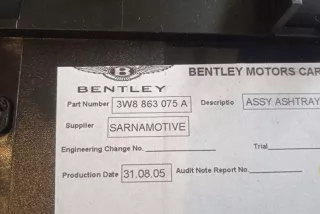 B
BENTLEY
BENTLEY MOTORS CAR
Part Number 3W8 863 075 A Descriptio ASSY ASHTRAY
Supplier SARNAMOTIVE
Engineering Change No. Trial
Production Date 31.08.05 Audit Note Report No.